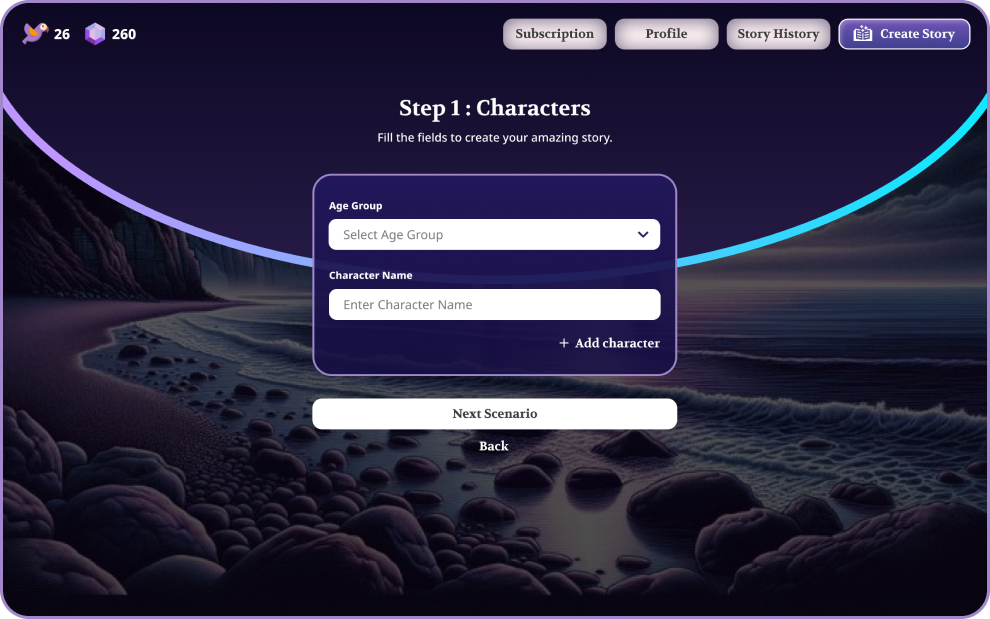 26
260
Subscription
Profile
Story History
Create Story
Step 1 : Characters
Fill the fields to create your amazing story.
Age Group
Select Age Group
Character Name
Enter Character Name
+ Add character
Next Scenario
Back